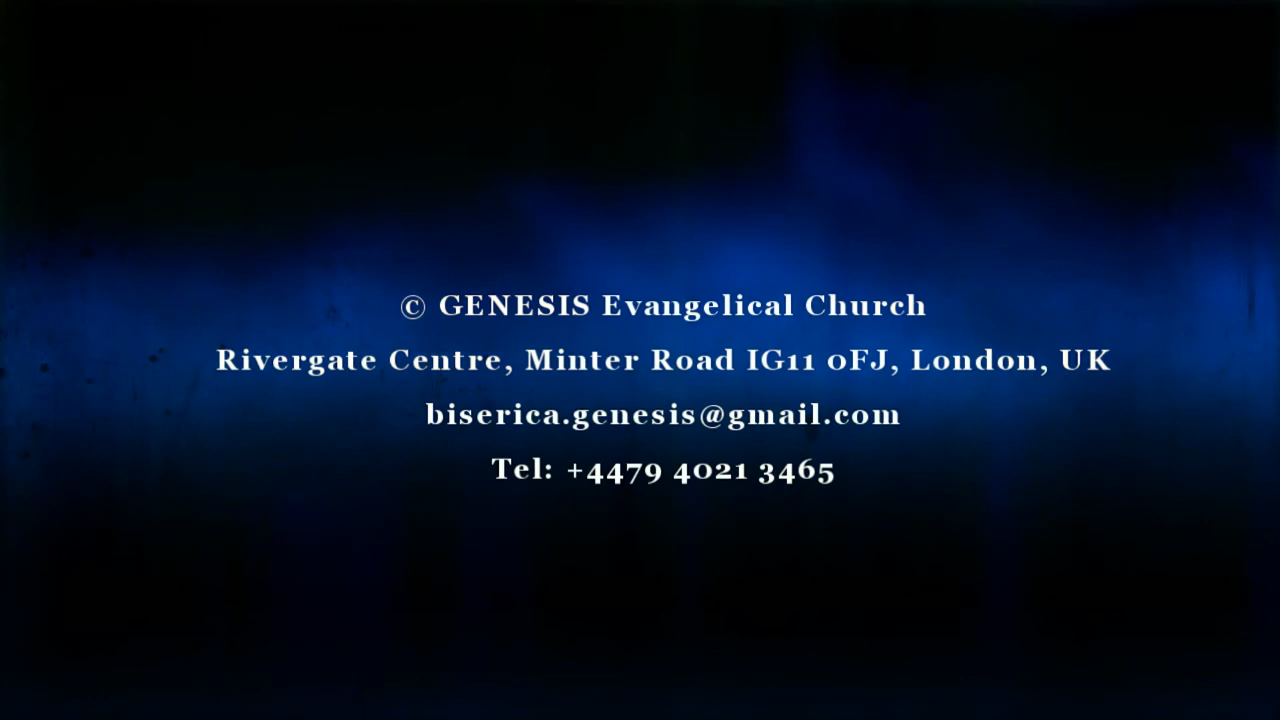 © GENESIS Evangelical Church
Rivergate Centre, Minter Road IG11 0FJ, London, UK
biserica.genesis@gmail.com
Tel: +4479 4021 3465